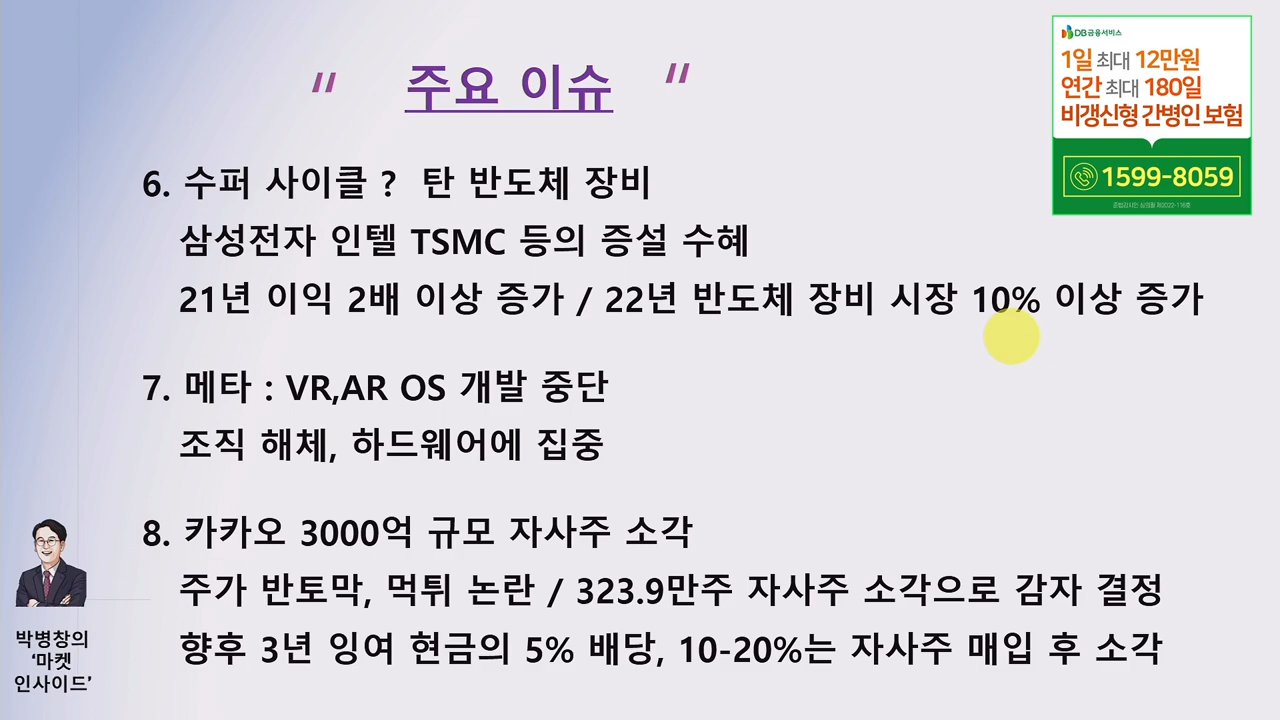 " 주요 이슈 "
DB금융서비스
1일 최대 12만원
연간 최대 180일
비갱신형 간병인 보험
1599-8059
6. 수퍼 사이클 ? 탄 반도체 장비
삼성전자 인텔 TSMC 등의 증설 수혜
21년 이익 2배 이상 증가 / 22년 반도체 장비 시장 10% 이상 증가
7. 메타 : VR,AR OS 개발 중단
조직 해체, 하드웨어에 집중
8. 카카오 3000억 규모 자사주 소각
주가 반토막, 먹튀 논란 / 323.9만주 자사주 소각으로 감자 결정
향후 3년 잉여 현금의 5% 배당, 10-20%는 자사주 매입 후 소각
박병창의
‘마켓
인사이드’